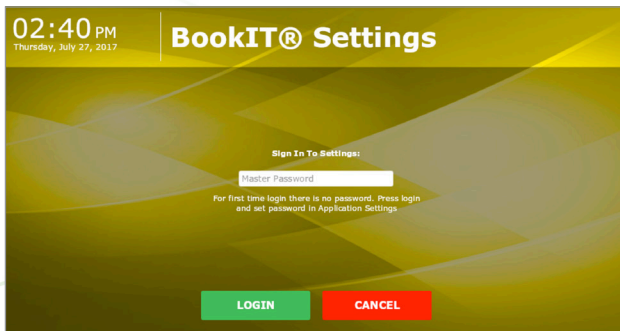 02:40 PM
Thursday, July 27, 2017
BookIT® Settings
Sign In To Settings:
Master Password
For first time login there is no password. Press login
and set password in Application Settings
LOGIN
CANCEL